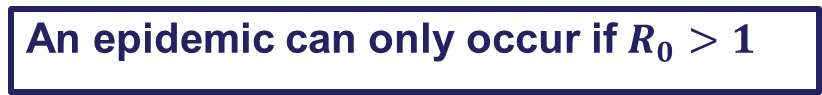 An epidemic can only occur if R₀ > 1